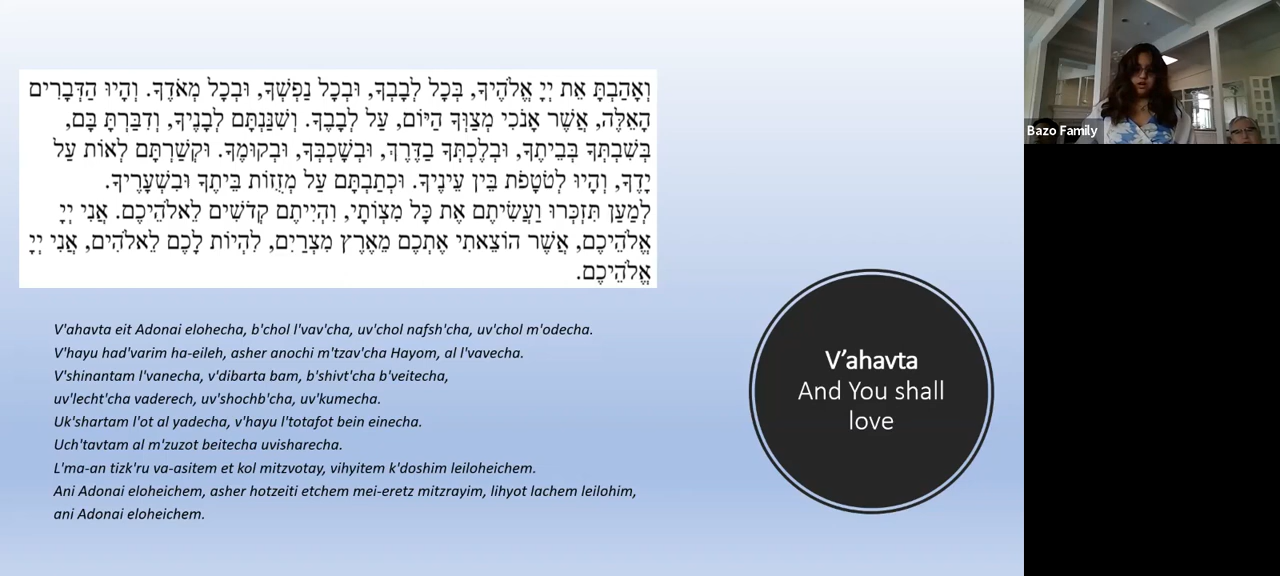 וְאָהַבְתָּ אֵת יְיָ אֱלֹהֶיךָ, בְּכָל לְבָבְךָ, וּבְכָל נַפְשְׁךָ, וּבְכָל מְאֹדֶךָ. וְהָיוּ הַדְּבָרִים
הָאֵלֶּה, אֲשֶׁר אָנֹכִי מְצַוְּךָ הַיּוֹם, עַל לְבָבֶךָ. וְשִׁנַּנְתָּם לְבָנֶיךָ, וְדִבַּרְתָּ בָּם,
בְּשִׁבְתְּךָ בְּבֵיתֶךָ, וּבְלֶכְתְּךָ בַדֶּרֶךְ, וּבְשָׁכְבְּךָ, וּבְקוּמֶךָ. וּקְשַׁרְתָּם לְאוֹת עַל
יָדֶךָ, וְהָיוּ לְטֹטָפֹת בֵּין עֵינֶיךָ. וּכְתַבְתָּם עַל מְזֻזוֹת בֵּיתֶךָ וּבִשְׁעָרֶיךָ.
לְמַעַן תִּזְכְּרוּ וַעֲשִׂיתֶם אֶת כָּל מִצְוֹתָי, וִהְיִיתֶם קְדֹשִׁים לֵאלֹהֵיכֶם. אֲנִי יְיָ
אֱלֹהֵיכֶם, אֲשֶׁר הוֹצֵאתִי אֶתְכֶם מֵאֶרֶץ מִצְרַיִם, לִהְיוֹת לָכֶם לֵאלֹהִים, אֲנִי יְיָ
אֱלֹהֵיכֶם.
V'ahavta eit Adonai elohecha, b'chol l'vav'cha, uv'chol nafsh'cha, uv'chol m'odecha.
V'hayu had'varim ha-eileh, asher anochi m'tzav'cha Hayom, al l'vavecha.
V'shinantam l'vanecha, v'dibarta bam, b'shivt'cha b'veitecha,
uv'lecht'cha vaderech, uv'shochb'cha, uv'kumecha.
Uk'shartam l'ot al yadecha, v'hayu l'totafot bein einecha.
Uch'tavtam al m'zuzot beitecha uvisharecha.
L'ma-an tizk'ru va-asitem et kol mitzvotay, vihyitem k'doshim leiloheichem.
Ani Adonai eloheichem, asher hotzeiti etchem mei-eretz mitzrayim, lihyot lachem leilohim,
ani Adonai eloheichem.
V’ahavta
And You shall
love
Bazo Family